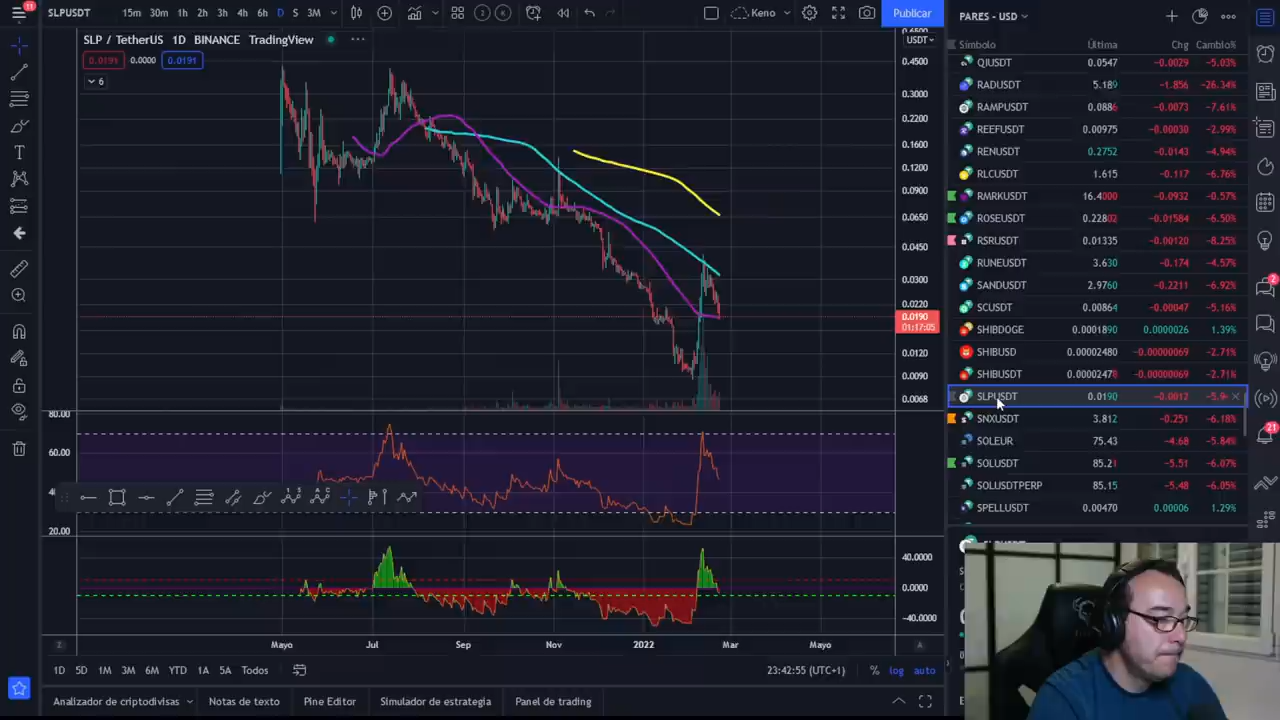 11
SLPUSDT
15m 30m 1h 2h 3h 4h 6h D S 3M
Keno
Publicar
PARES - USD
SLP / TetherUS 1D BINANCE TradingView
USDT
0.0191 0.0000 0.0191
6
Símbolo Última Chg Cambio%
QIUSDT 0.0547 −0.0029 −5.03%
RADUSDT 5.189 −1.856 −26.34%
RAMPUSDT 0.0886 −0.0073 −7.61%
REEFUSDT 0.00975 −0.00030 −2.99%
RENUSDT 0.2752 −0.0143 −4.94%
RLCUSDT 1.615 −0.117 −6.76%
RMRKUSDT 16.4000 −0.0932 −0.57%
ROSEUSDT 0.22802 −0.01584 −6.50%
RSRUSDT 0.01335 −0.00120 −8.25%
RUNEUSDT 3.630 −0.174 −4.57%
SANDUSDT 2.9760 −0.2211 −6.92%
SCUSDT 0.00864 −0.00047 −5.16%
SHIBDOGE 0.0001890 0.0000026 1.39%
SHIBUSD 0.00002480 −0.00000069 −2.71%
SHIBUSDT 0.00002478 −0.00000069 −2.71%
SLPUSDT 0.0190 −0.0012
SNXUSDT 3.812 −0.251 −6.18%
SOLEUR 75.43 −4.68 −5.84%
SOLUSDT 85.21 −5.51 −6.07%
SOLUSDTPERP 85.15 −5.48 −6.05%
SPELLUSDT 0.00470 0.00006 1.29%
0.4500
0.3000
0.2200
0.1600
0.1200
0.0900
0.0650
0.0450
0.0300
0.0220
0.0190
01:17:05
0.0120
0.0090
0.0068
80.00
60.00
20.00
40.0000
0.0000
−40.0000
2
21
Mayo Jul Sep Nov 2022 Mar Mayo
1D 5D 1M 3M 6M YTD 1A 5A Todos
23:42:55 (UTC+1) % log auto
Analizador de criptodivisas Notas de texto Pine Editor Simulador de estrategia Panel de trading